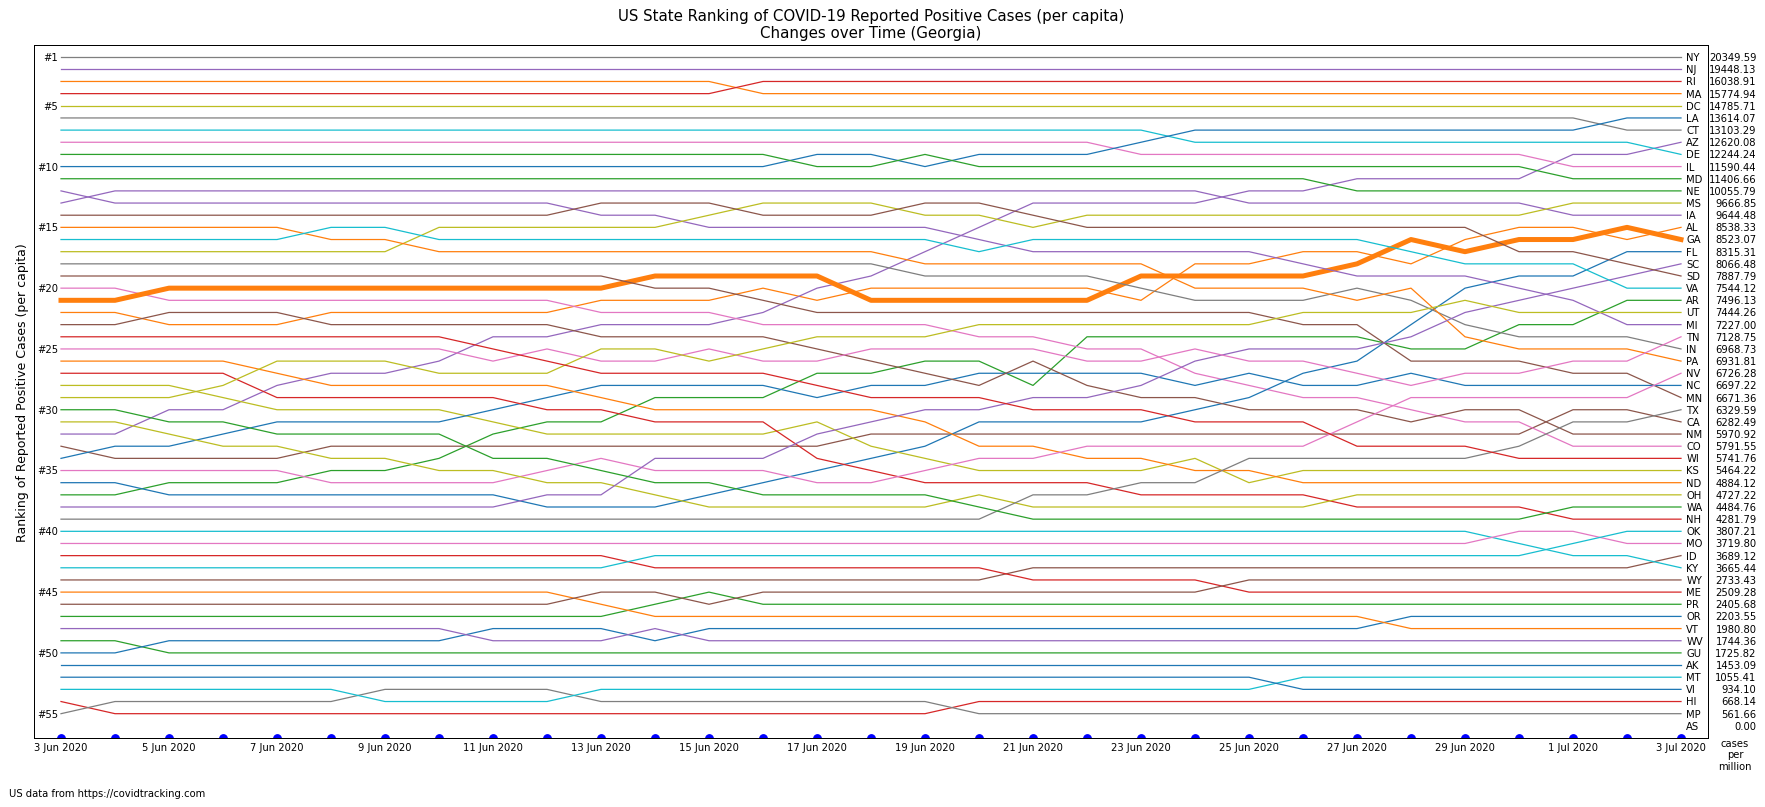 US State Ranking of COVID-19 Reported Positive Cases (per capita)
Changes over Time (Georgia)
Ranking of Reported Positive Cases (per capita)
#1
#5
#10
#15
#20
#25
#30
#35
#40
#45
#50
#55
NY 20349.59
NJ 19448.13
RI 16038.91
MA 15774.94
DC 14785.71
LA 13614.07
CT 13103.29
AZ 12620.08
DE 12244.24
IL 11590.44
MD 11406.66
NE 10055.79
MS 9666.85
IA 9644.48
AL 8538.33
GA 8523.07
FL 8315.31
SC 8066.48
SD 7887.79
VA 7544.12
AR 7496.13
UT 7444.26
MI 7227.00
TN 7128.75
IN 6968.73
PA 6931.81
NV 6726.28
NC 6697.22
MN 6671.36
TX 6329.59
CA 6282.49
NM 5970.92
CO 5791.55
WI 5741.76
KS 5464.22
ND 4884.12
OH 4727.22
WA 4484.76
NH 4281.79
OK 3807.21
MO 3719.80
ID 3689.12
KY 3665.44
WY 2733.43
ME 2509.28
PR 2405.68
OR 2203.55
VT 1980.80
WV 1744.36
GU 1725.82
AK 1453.09
MT 1055.41
VI 934.10
HI 668.14
MP 561.66
AS 0.00
3 Jun 2020 5 Jun 2020 7 Jun 2020 9 Jun 2020 11 Jun 2020 13 Jun 2020 15 Jun 2020 17 Jun 2020 19 Jun 2020 21 Jun 2020 23 Jun 2020 25 Jun 2020 27 Jun 2020 29 Jun 2020 1 Jul 2020 3 Jul 2020
cases
per
million
US data from https://covidtracking.com